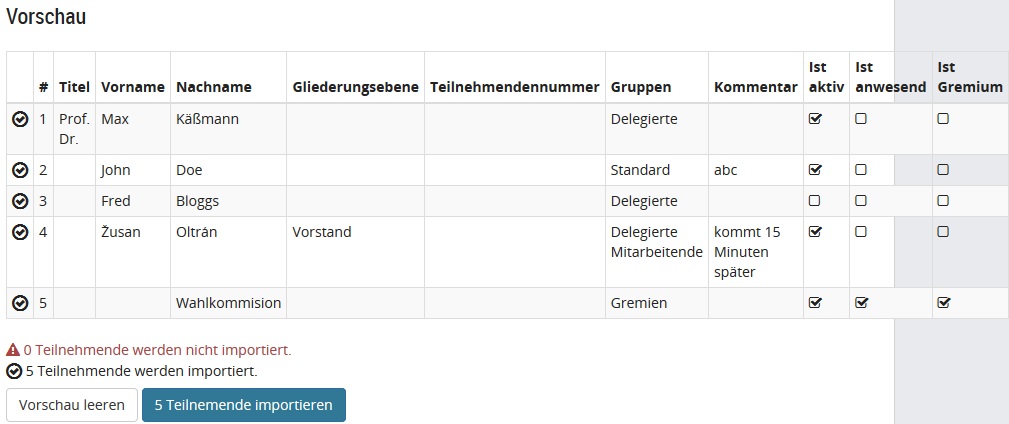 Vorschau
# Titel Vorname Nachname Gliederungsebene Teilnehmendennummer Gruppen Kommentar Ist aktiv Ist anwesend Ist Gremium
1 Prof. Dr. Max Käßmann Delegierte
2 John Doe Standard abc
3 Fred Bloggs Delegierte
4 Žusan Oltrán Vorstand Delegierte Mitarbeitende kommt 15 Minuten später
5 Wahlkommision Gremien
0 Teilnehmende werden nicht importiert.
5 Teilnehmende werden importiert.
Vorschau leeren 5 Teilnemende importieren